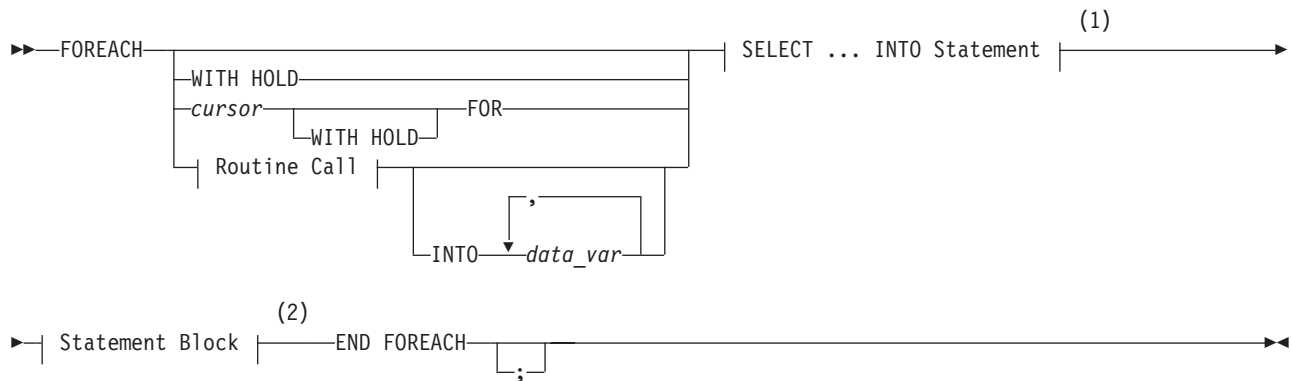 (1)
FOREACH SELECT ... INTO Statement
WITH HOLD
cursor FOR
WITH HOLD
Routine Call
,
INTO data_var
(2)
Statement Block END FOREACH
;